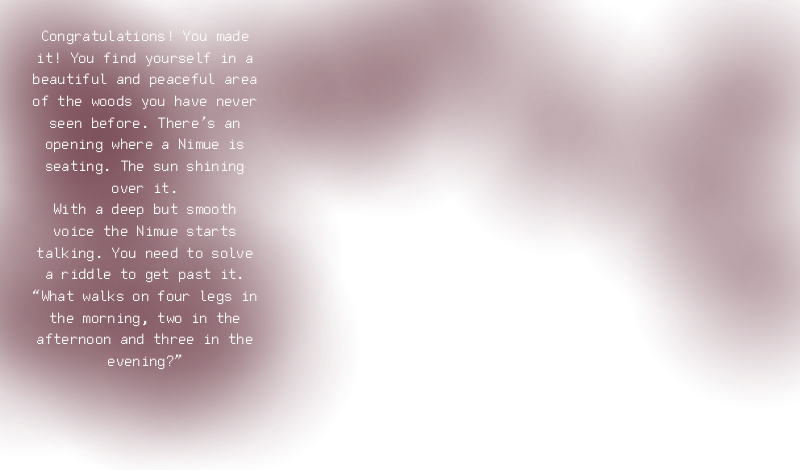 Congratulations! You made
it! You find yourself in a
beautiful and peaceful area
of the woods you have never
seen before. There’s an
opening where a Nimue is
seating. The sun shining
over it.
With a deep but smooth
voice the Nimue starts
talking. You need to solve
a riddle to get past it.
“What walks on four legs in
the morning, two in the
afternoon and three in the
evening?”